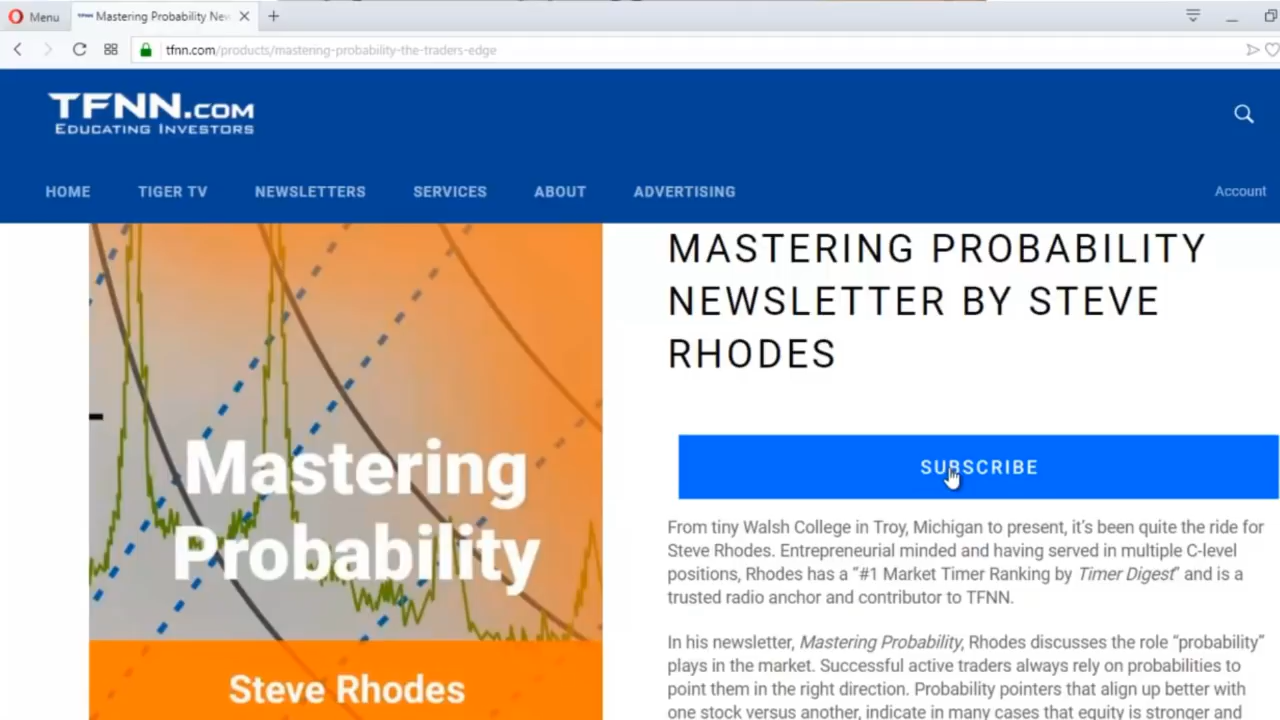 Menu
Mastering Probability New
tfnn.com/products/mastering-probability-the-traders-edge
TFNN.COM
EDUCATING INVESTORS
HOME TIGER TV NEWSLETTERS SERVICES ABOUT ADVERTISING Account
Mastering
Probability
Steve Rhodes
MASTERING PROBABILITY
NEWSLETTER BY STEVE
RHODES
SUBSCRIBE
From tiny Walsh College in Troy, Michigan to present, it's been quite the ride for
Steve Rhodes. Entrepreneurial minded and having served in multiple C-level
positions, Rhodes has a “#1 Market Timer Ranking by Timer Digest” and is a
trusted radio anchor and contributor to TFNN.
In his newsletter, Mastering Probability, Rhodes discusses the role “probability”
plays in the market. Successful active traders always rely on probabilities to
point them in the right direction. Probability pointers that align up better with
one stock versus another, indicate in many cases that equity is stronger and